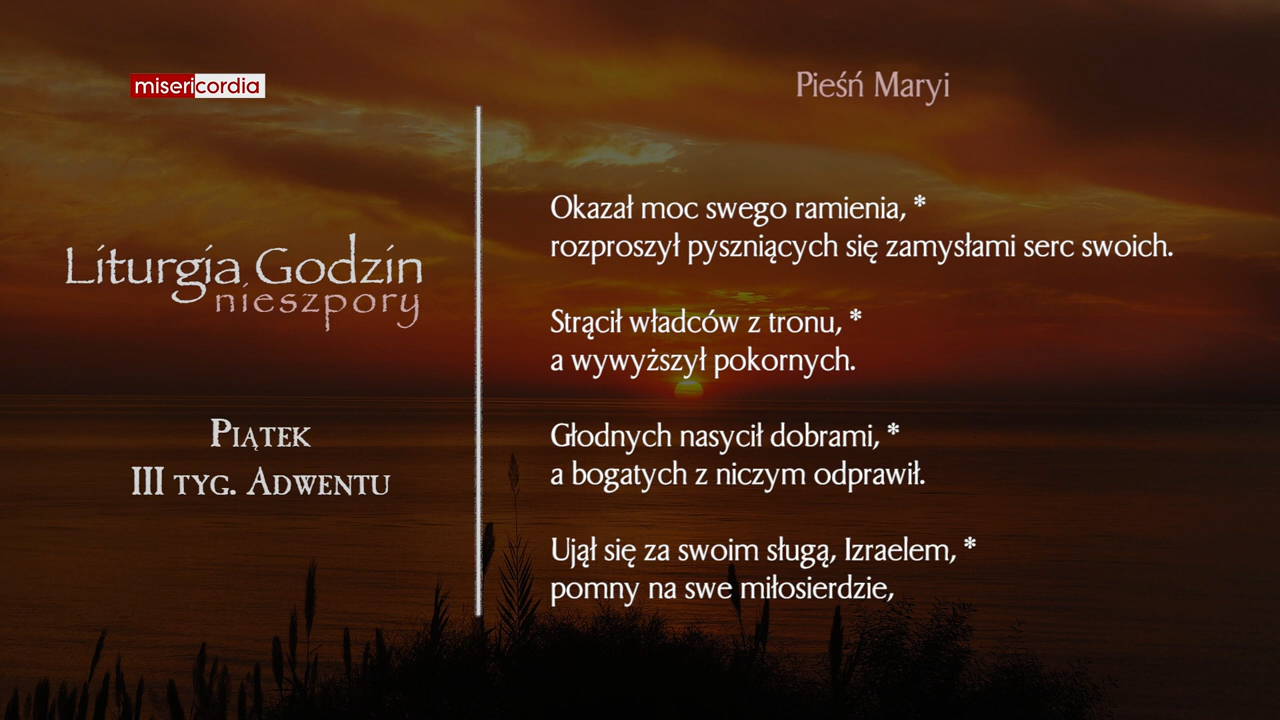 misericordia
Liturgia Godzin
nieszpory
Piątek
III tyg. Adwentu
Pieśń Maryi
Okazał moc swego ramienia, *
rozproszył pyszniących się zamysłami serc swoich.
Strącił władców z tronu, *
a wywyższył pokornych.
Głodnych nasycił dobrami, *
a bogatych z niczym odprawił.
Ujął się za swoim sługą, Izraelem, *
pomny na swe miłosierdzie,